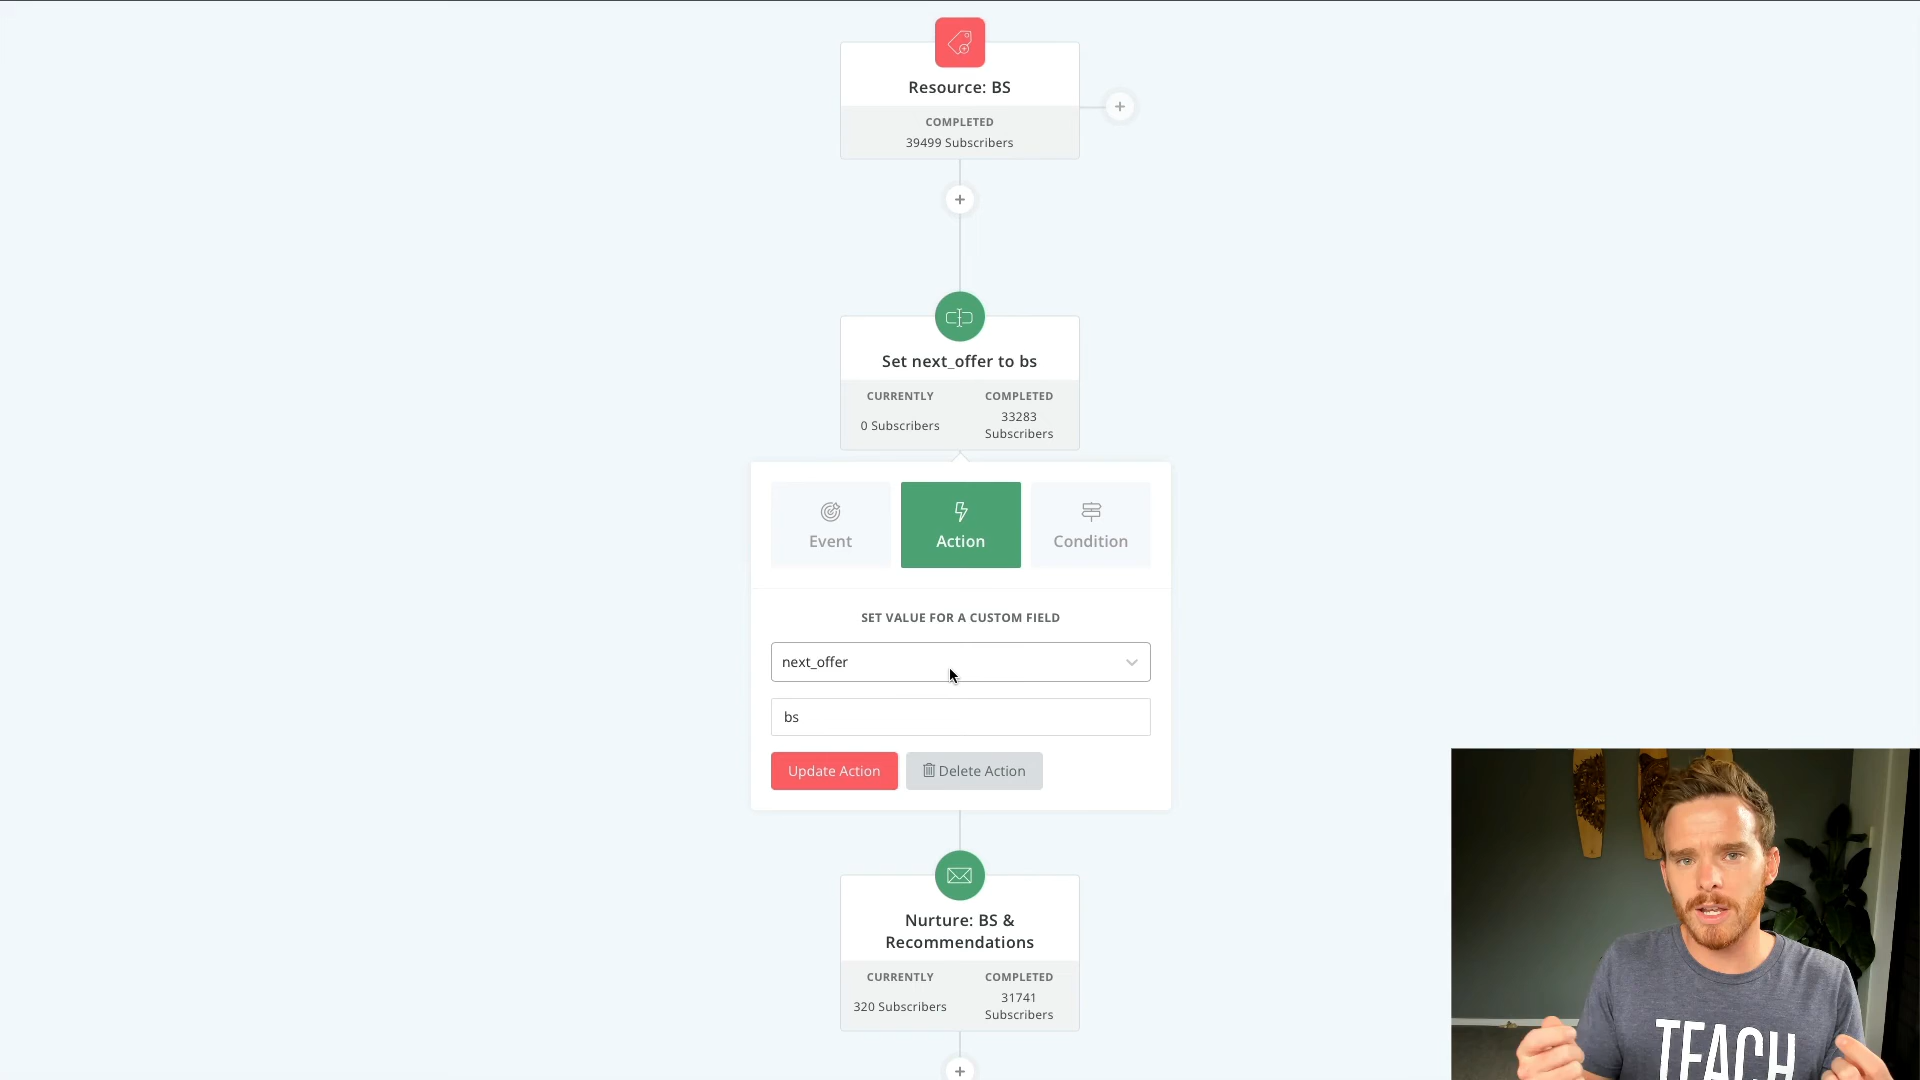 Resource: BS
COMPLETED
39499 Subscribers
Set next_offer to bs
CURRENTLY
0 Subscribers
COMPLETED
33283
Subscribers
Event
Action
Condition
SET VALUE FOR A CUSTOM FIELD
next_offer
bs
Update Action
Delete Action
Nurture: BS &
Recommendations
CURRENTLY
320 Subscribers
COMPLETED
31741
Subscribers
TEACH